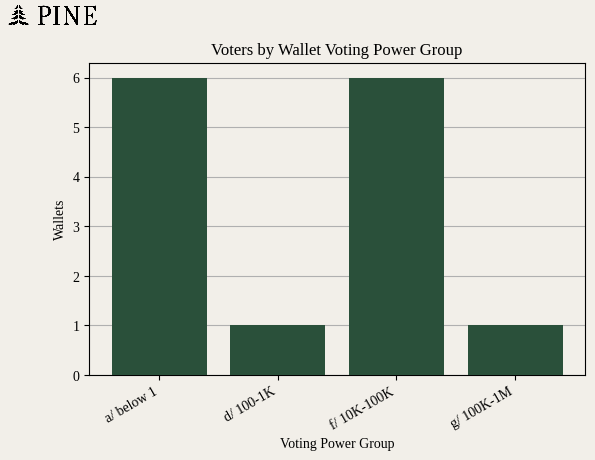 PINE
Voters by Wallet Voting Power Group
Wallets
6
5
4
3
2
1
0
a/ below 1
d/ 100-1K
f/ 10K-100K
g/ 100K-1M
Voting Power Group